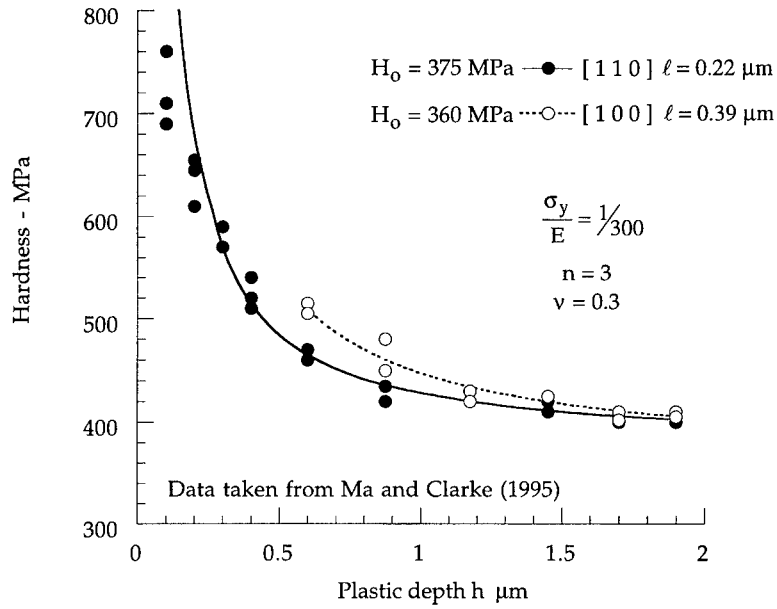 800
700
600
500
400
300
Hardness - MPa
Hₒ = 375 MPa [ 1 1 0 ] ℓ = 0.22 µm
Hₒ = 360 MPa [ 1 0 0 ] ℓ = 0.39 µm
σy/E = 1/300
n = 3
ν = 0.3
Data taken from Ma and Clarke (1995)
0 0.5 1 1.5 2
Plastic depth h µm